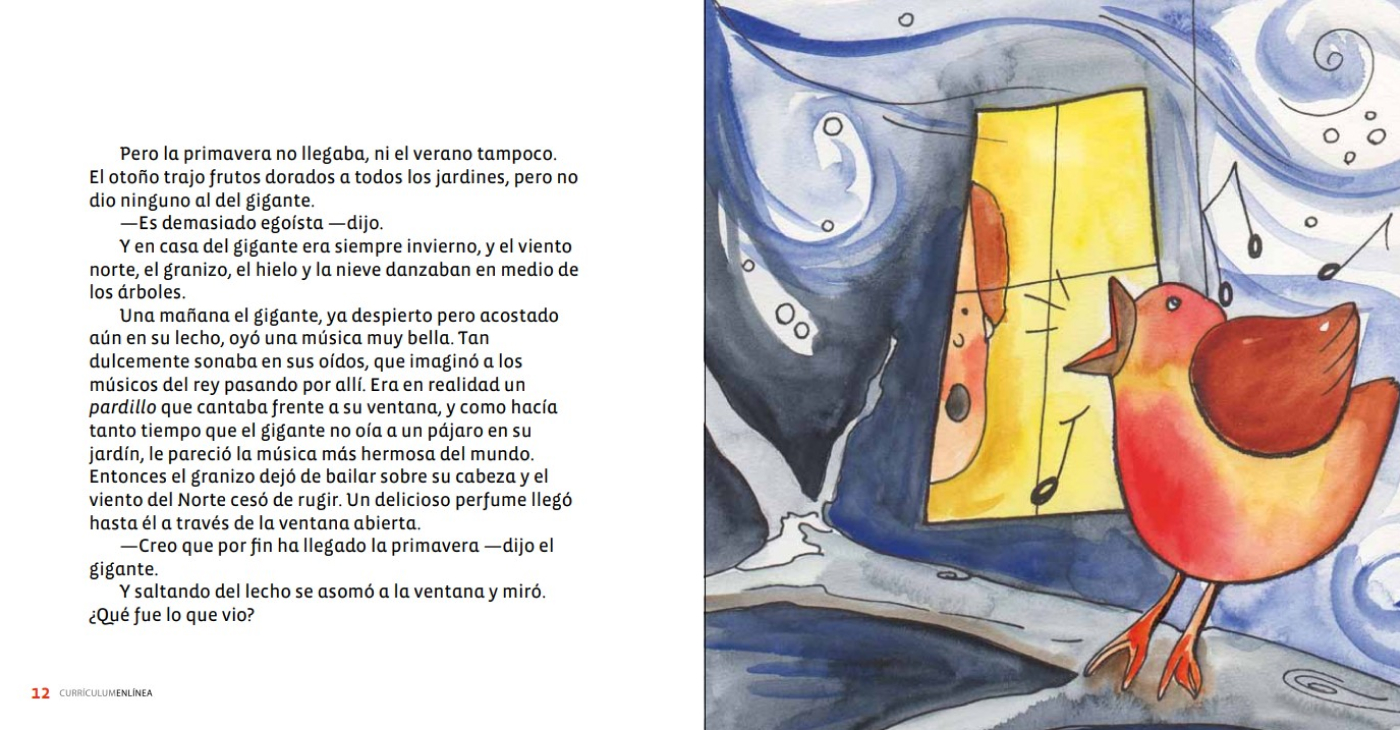 Pero la primavera no llegaba, ni el verano tampoco.
El otoño trajo frutos dorados a todos los jardines, pero no
dio ninguno al del gigante.
—Es demasiado egoísta —dijo.
Y en casa del gigante era siempre invierno, y el viento
norte, el granizo, el hielo y la nieve danzaban en medio de
los árboles.
Una mañana el gigante, ya despierto pero acostado
aún en su lecho, oyó una música muy bella. Tan
dulcemente sonaba en sus oídos, que imaginó a los
músicos del rey pasando por allí. Era en realidad un
pardillo que cantaba frente a su ventana, y como hacía
tanto tiempo que el gigante no oía a un pájaro en su
jardín, le pareció la música más hermosa del mundo.
Entonces el granizo dejó de bailar sobre su cabeza y el
viento del Norte cesó de rugir. Un delicioso perfume llegó
hasta él a través de la ventana abierta.
—Creo que por fin ha llegado la primavera —dijo el
gigante.
Y saltando del lecho se asomó a la ventana y miró.
¿Qué fue lo que vio?
12 CURRÍCULUMENLÍNEA